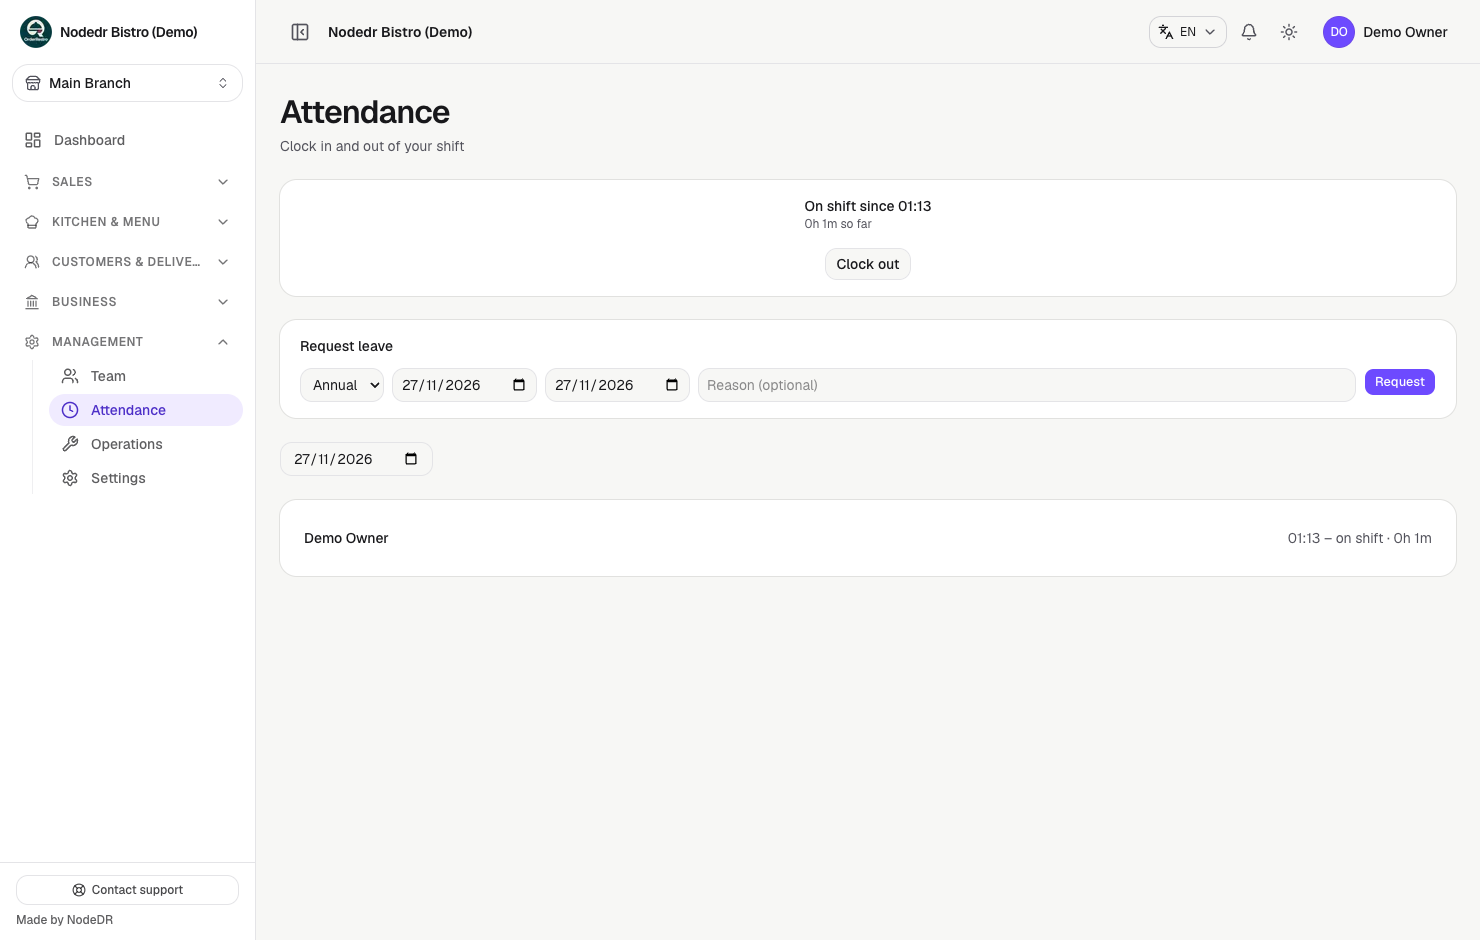 Nodedr Bistro (Demo)
Main Branch
Dashboard
SALES
KITCHEN & MENU
CUSTOMERS & DELIVE...
BUSINESS
MANAGEMENT
Team
Attendance
Operations
Settings
Contact support
Made by NodeDR
Nodedr Bistro (Demo)
EN
DO
Demo Owner
Attendance
Clock in and out of your shift
On shift since 01:13
0h 1m so far
Clock out
Request leave
Annual
27/11/2026
27/11/2026
Reason (optional)
Request
27/11/2026
Demo Owner
01:13 – on shift · 0h 1m